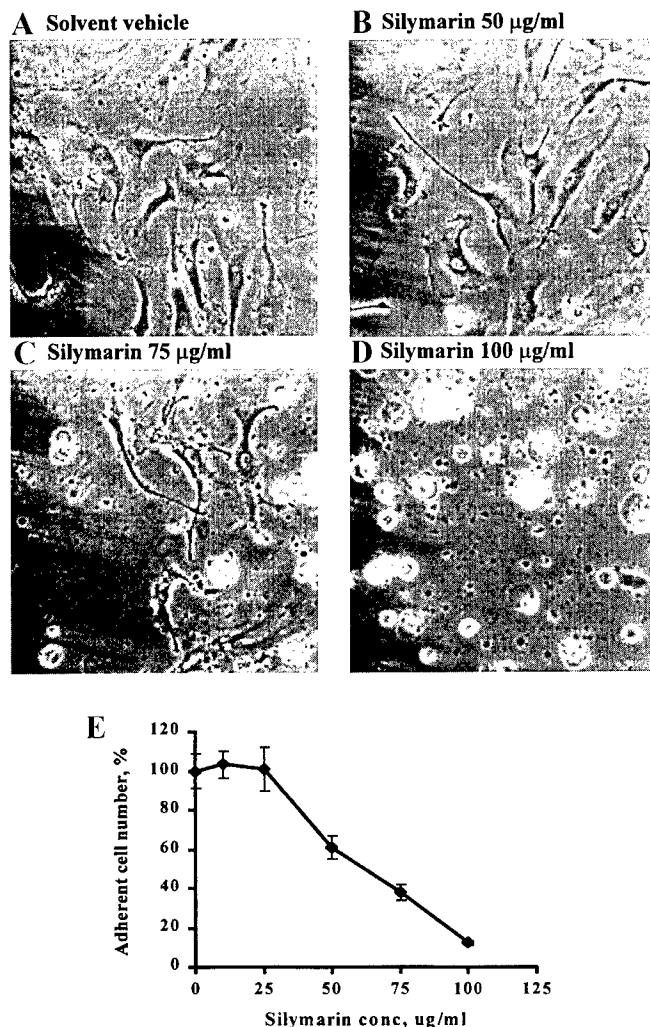 A Solvent vehicle
B Silymarin 50 μg/ml
C Silymarin 75 μg/ml
D Silymarin 100 μg/ml
E
120
100
80
60
40
20
0
Adherent cell number, %
0 25 50 75 100 125
Silymarin conc, ug/ml